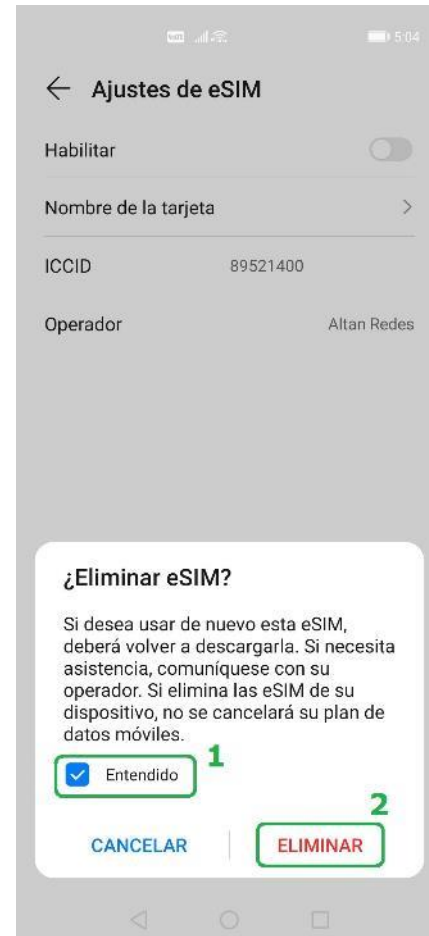 5:04
Ajustes de eSIM
Habilitar
Nombre de la tarjeta
ICCID 89521400
Operador Altan Redes
¿Eliminar eSIM?
Si desea usar de nuevo esta eSIM,
deberá volver a descargarla. Si necesita
asistencia, comuníquese con su
operador. Si elimina las eSIM de su
dispositivo, no se cancelará su plan de
datos móviles.
1
Entendido
2
CANCELAR ELIMINAR